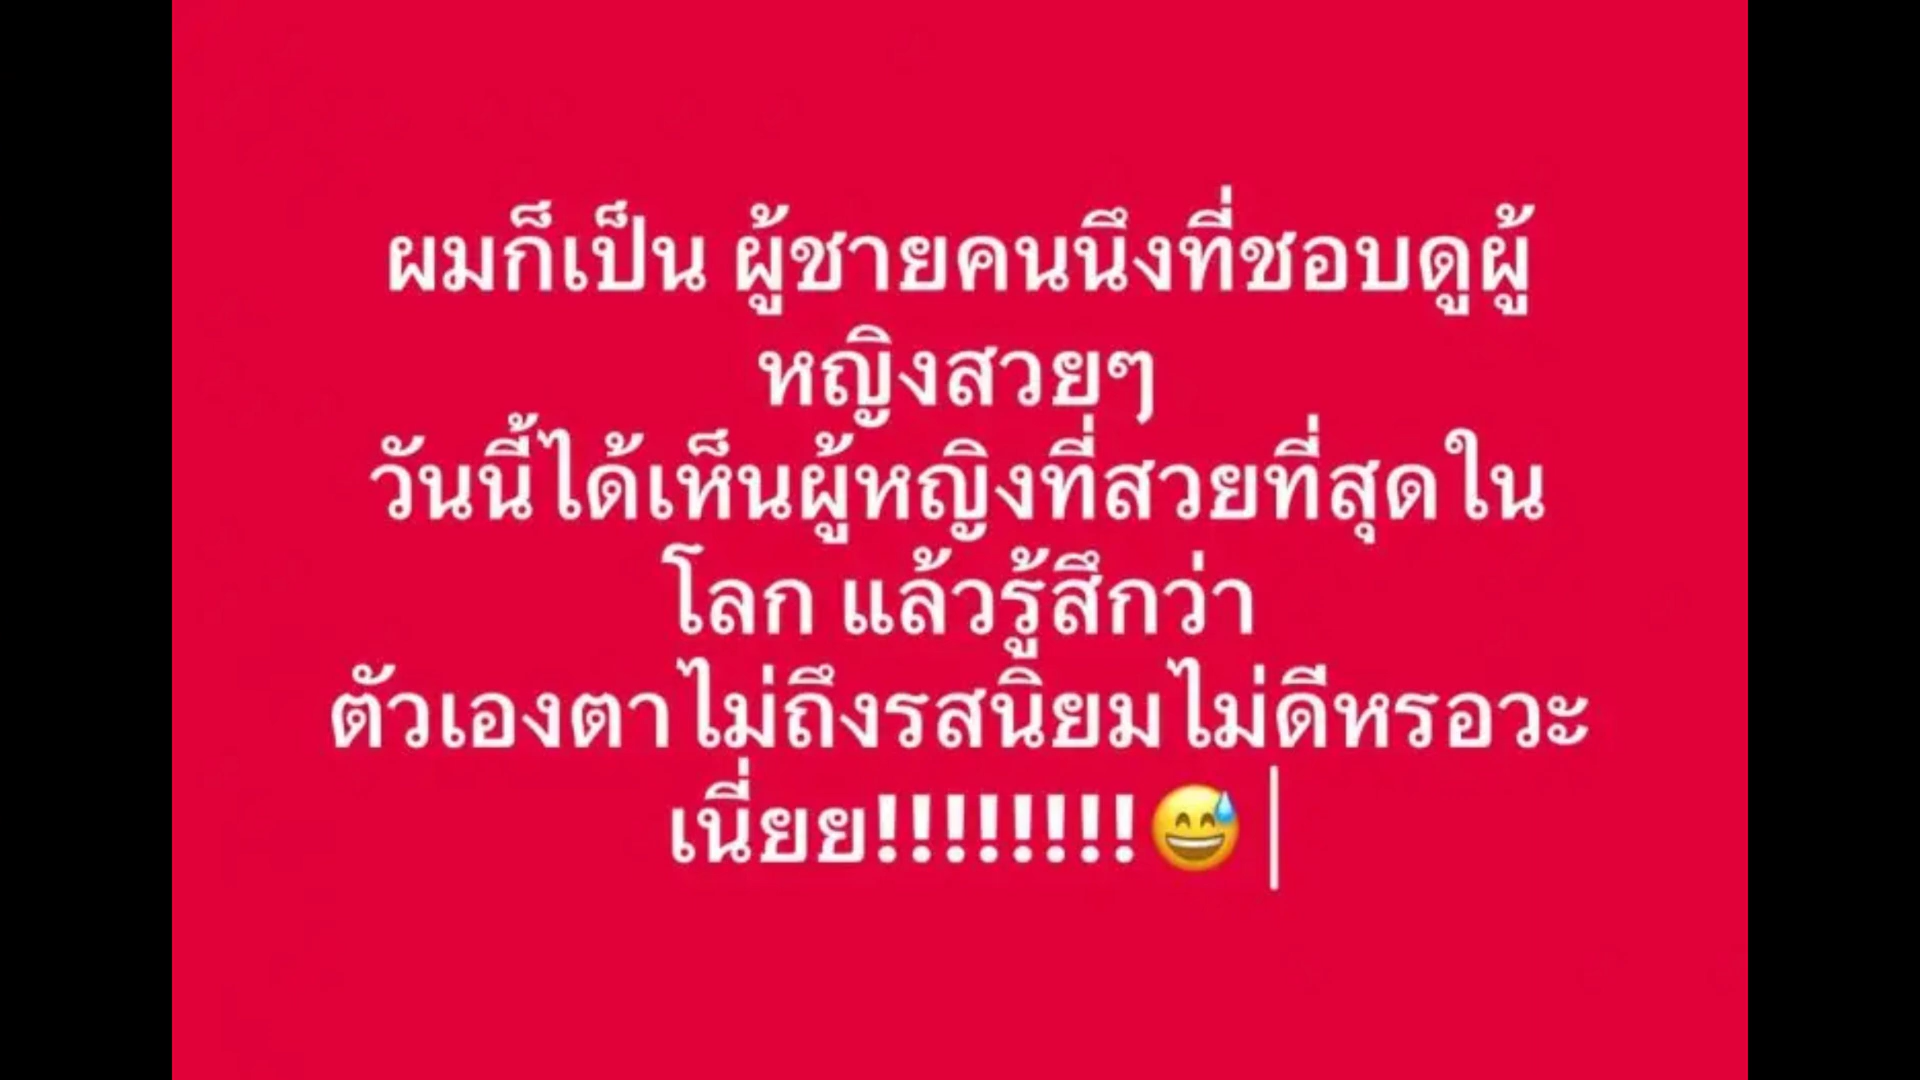 ผมก็เป็น ผู้ชายคนนึงที่ชอบดูผู้
หญิงสวยๆ
วันนี้ได้เห็นผู้หญิงที่สวยที่สุดใน
โลก แล้วรู้สึกว่า
ตัวเองตาไม่ถึงรสนิยมไม่ดีหรอวะ
เนี่ยย!!!!!!!!😅